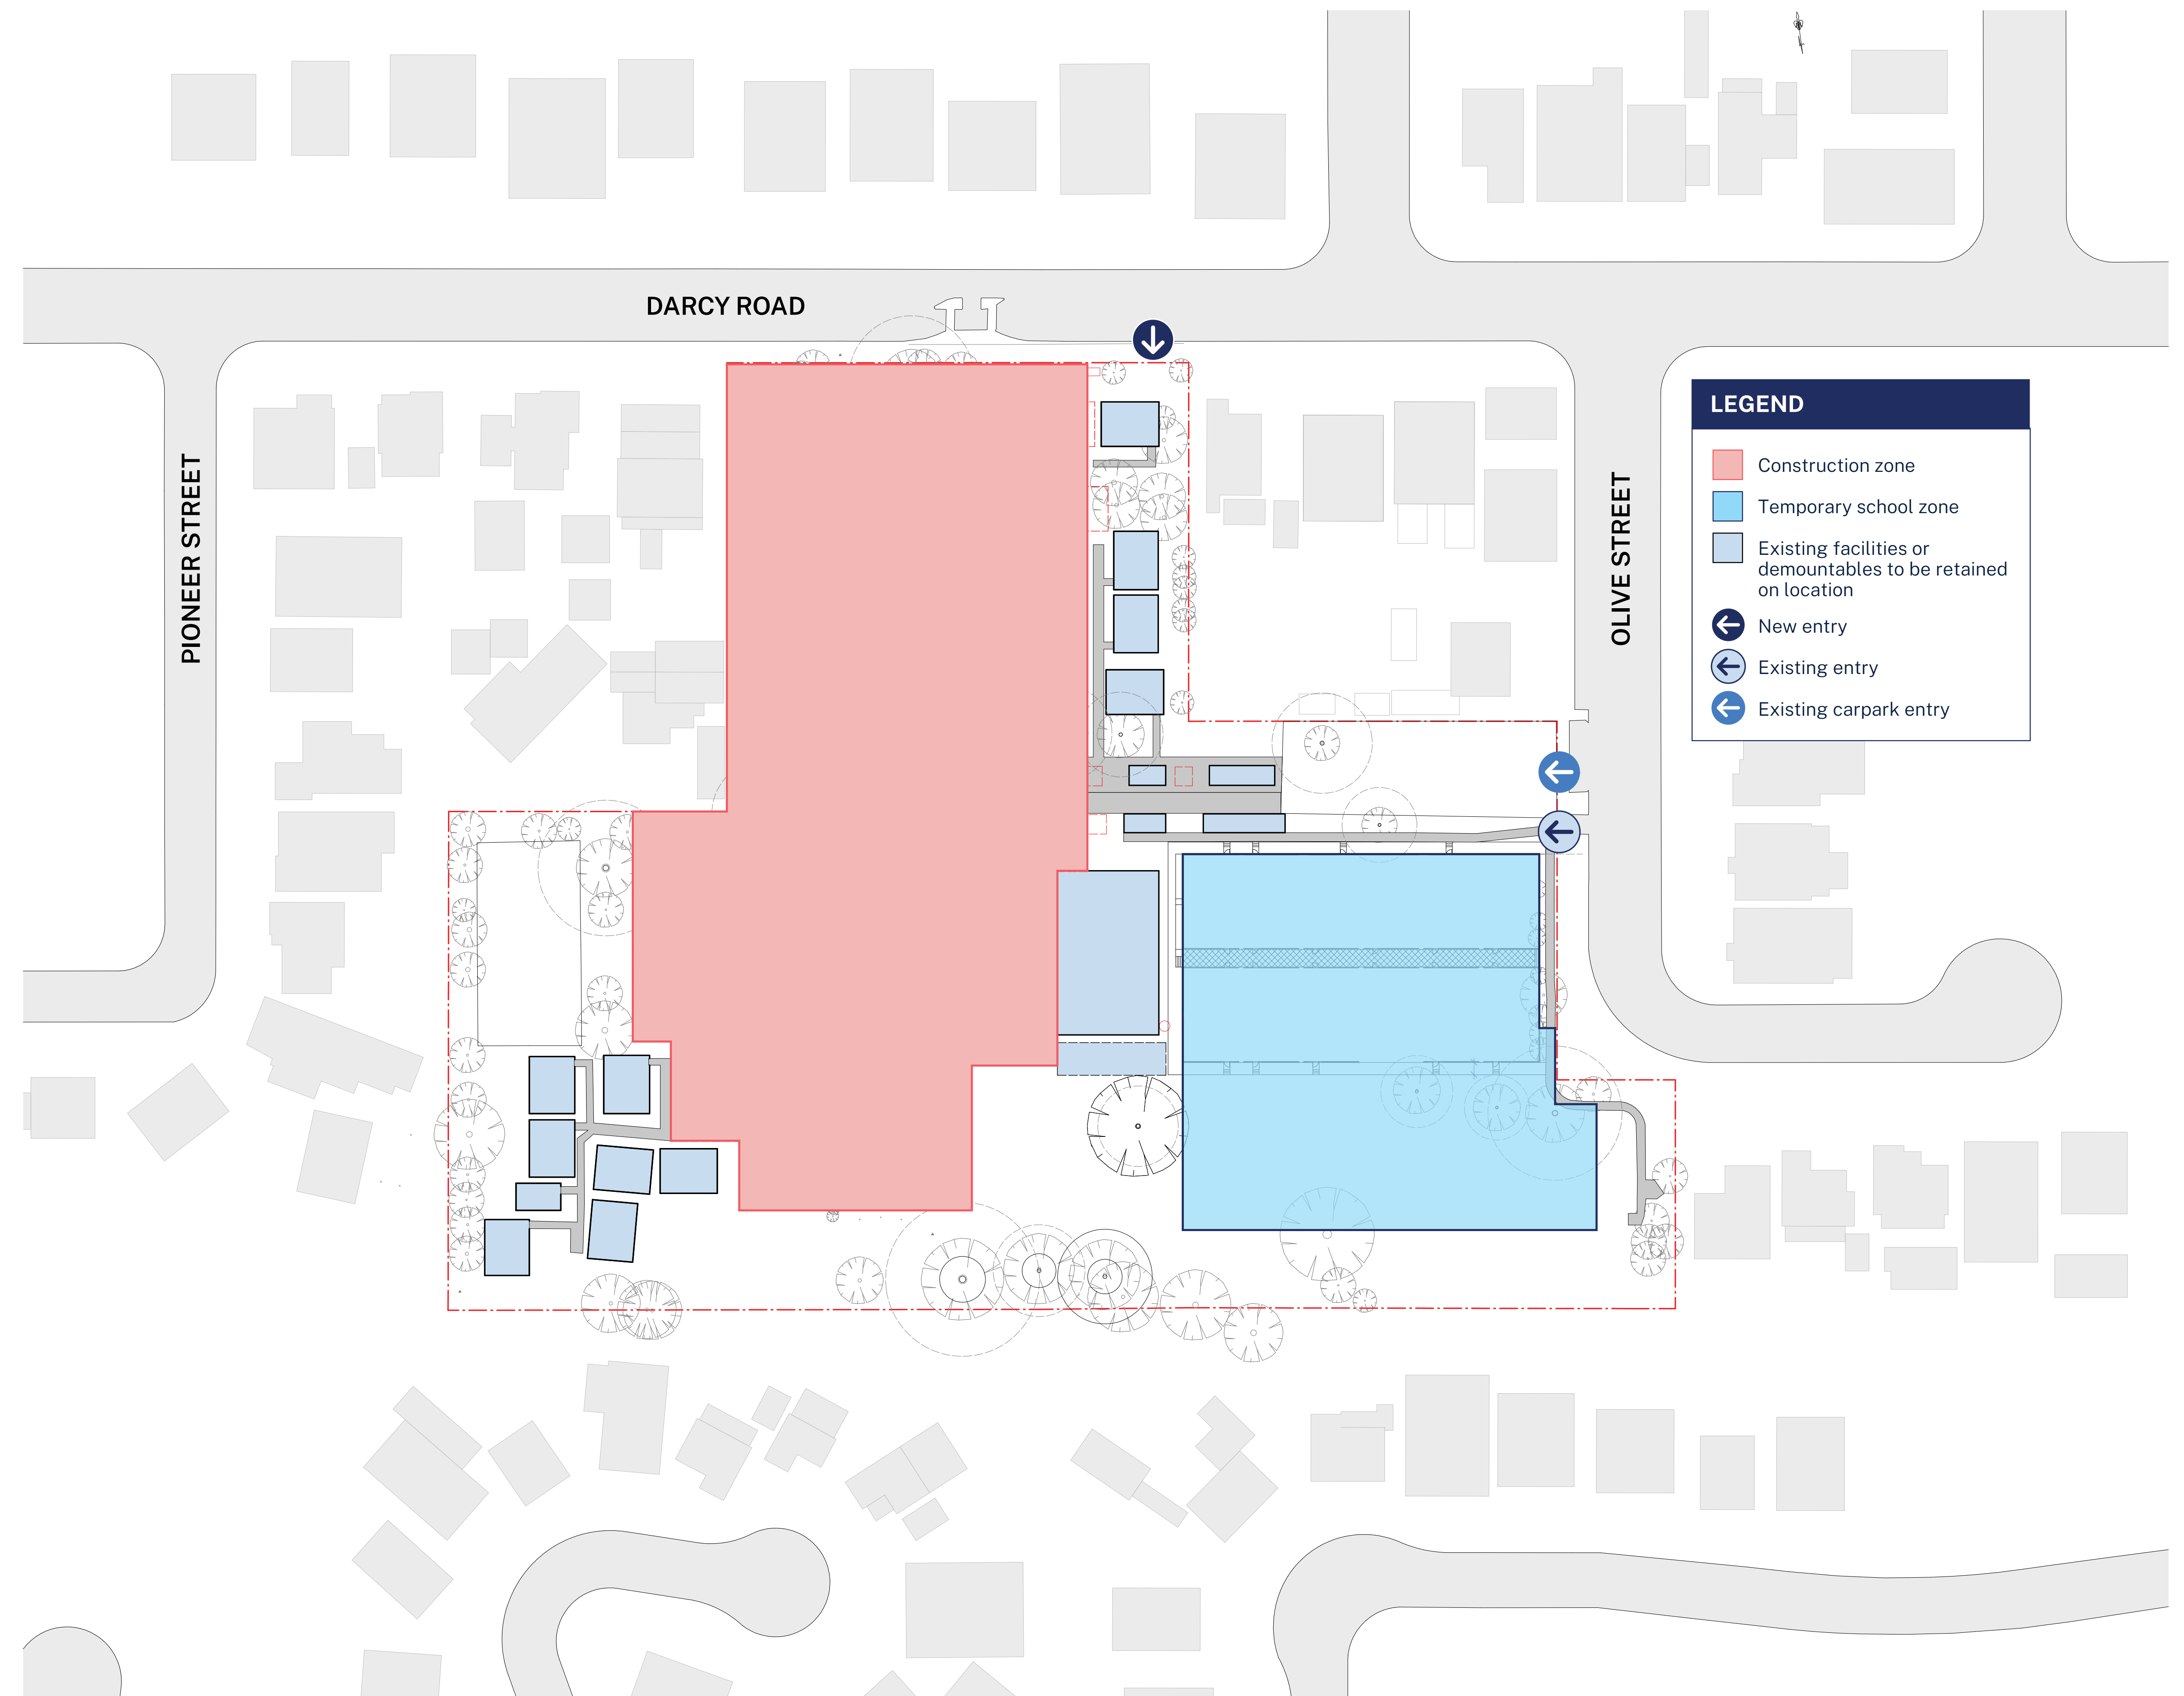 DARCY ROAD
PIONEER STREET
OLIVE STREET
LEGEND
Construction zone
Temporary school zone
Existing facilities or
demountables to be retained
on location
New entry
Existing entry
Existing carpark entry